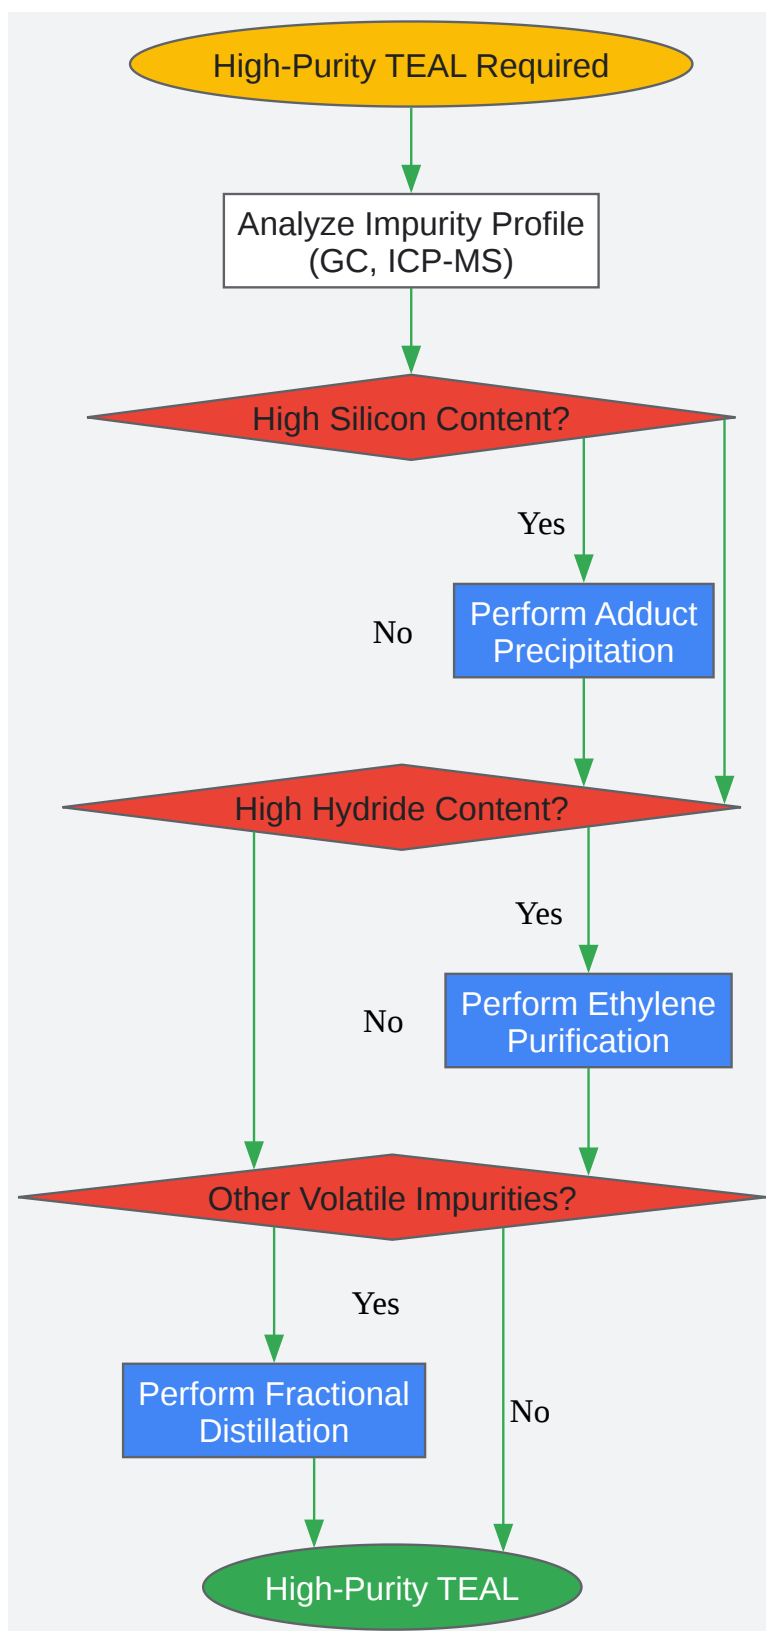 High-Purity TEAL Required
Analyze Impurity Profile
(GC, ICP-MS)
High Silicon Content?
Yes
Perform Adduct
Precipitation
No
High Hydride Content?
Yes
Perform Ethylene
Purification
No
Other Volatile Impurities?
Yes
Perform Fractional
Distillation
No
High-Purity TEAL